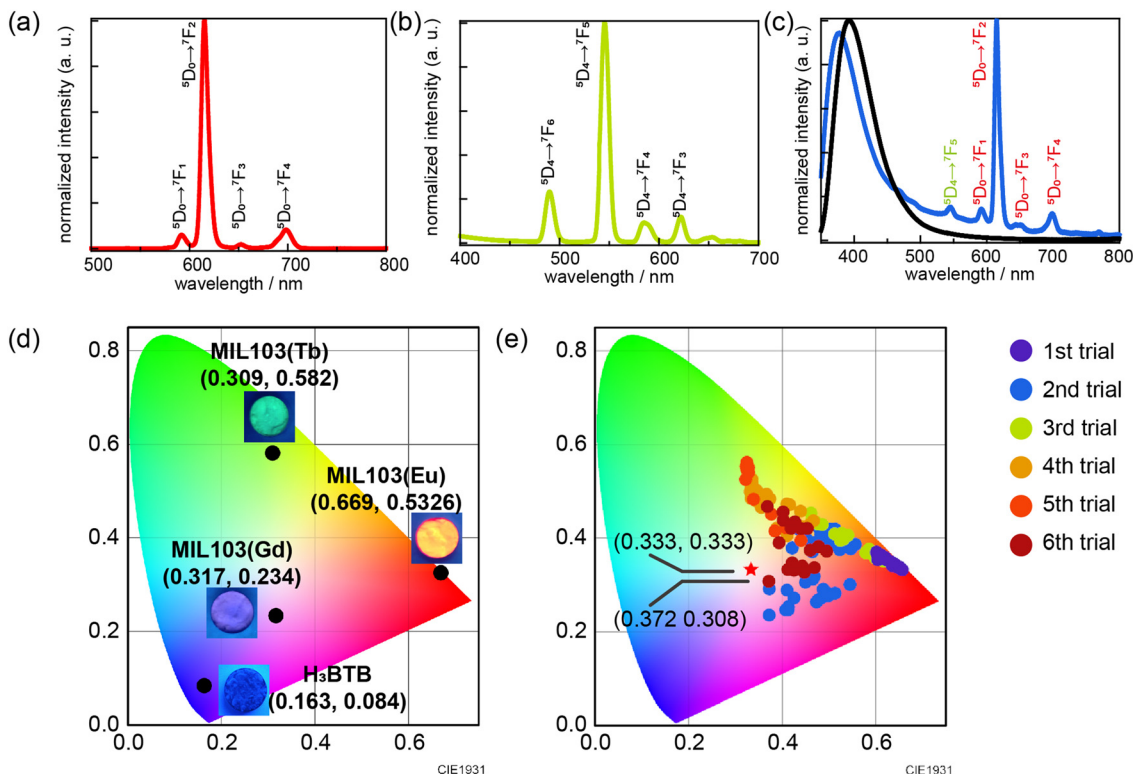 (a)
normalized intensity (a. u.)
⁵D₀→⁷F₁
⁵D₀→⁷F₂
⁵D₀→⁷F₃
⁵D₀→⁷F₄
500 600 700 800
wavelength / nm
(b)
normalized intensity (a. u.)
⁵D₄→⁷F₆
⁵D₄→⁷F₅
⁵D₄→⁷F₄
⁵D₄→⁷F₃
400 500 600 700
wavelength / nm
(c)
normalized intensity (a. u.)
⁵D₄→⁷F₅
⁵D₀→⁷F₁
⁵D₀→⁷F₂
⁵D₀→⁷F₃
⁵D₀→⁷F₄
400 500 600 700 800
wavelength / nm
(d)
0.8
0.6
0.4
0.2
0.0
0.0 0.2 0.4 0.6
MIL103(Tb)
(0.309, 0.582)
MIL103(Eu)
(0.669, 0.5326)
MIL103(Gd)
(0.317, 0.234)
H₃BTB
(0.163, 0.084)
CIE1931
(e)
0.8
0.6
0.4
0.2
0.0
0.0 0.2 0.4 0.6
(0.333, 0.333)
(0.372 0.308)
CIE1931
1st trial
2nd trial
3rd trial
4th trial
5th trial
6th trial